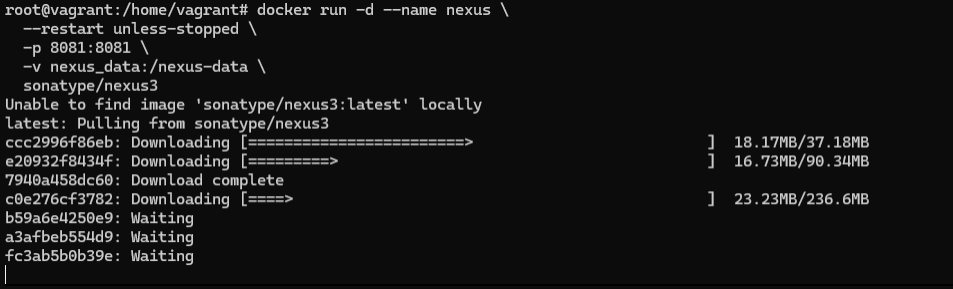 root@vagrant:/home/vagrant# docker run -d --name nexus \
--restart unless-stopped \
-p 8081:8081 \
-v nexus_data:/nexus-data \
sonatype/nexus3
Unable to find image 'sonatype/nexus3:latest' locally
latest: Pulling from sonatype/nexus3
ccc2996f86eb: Downloading [========================>                          ]  18.17MB/37.18MB
e20932f8434f: Downloading [=========>                                         ]  16.73MB/90.34MB
7940a458dc60: Download complete
c0e276cf3782: Downloading [====>                                              ]  23.23MB/236.6MB
b59a6e4250e9: Waiting
a3afbeb554d9: Waiting
fc3ab5b0b39e: Waiting